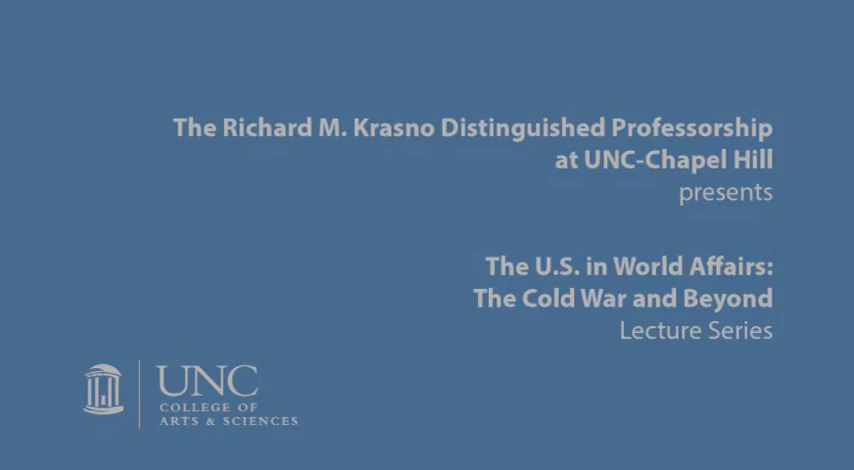 The Richard M. Krasno Distinguished Professorship
at UNC-Chapel Hill
presents
The U.S. in World Affairs:
The Cold War and Beyond
Lecture Series
UNC
COLLEGE OF
ARTS & SCIENCES